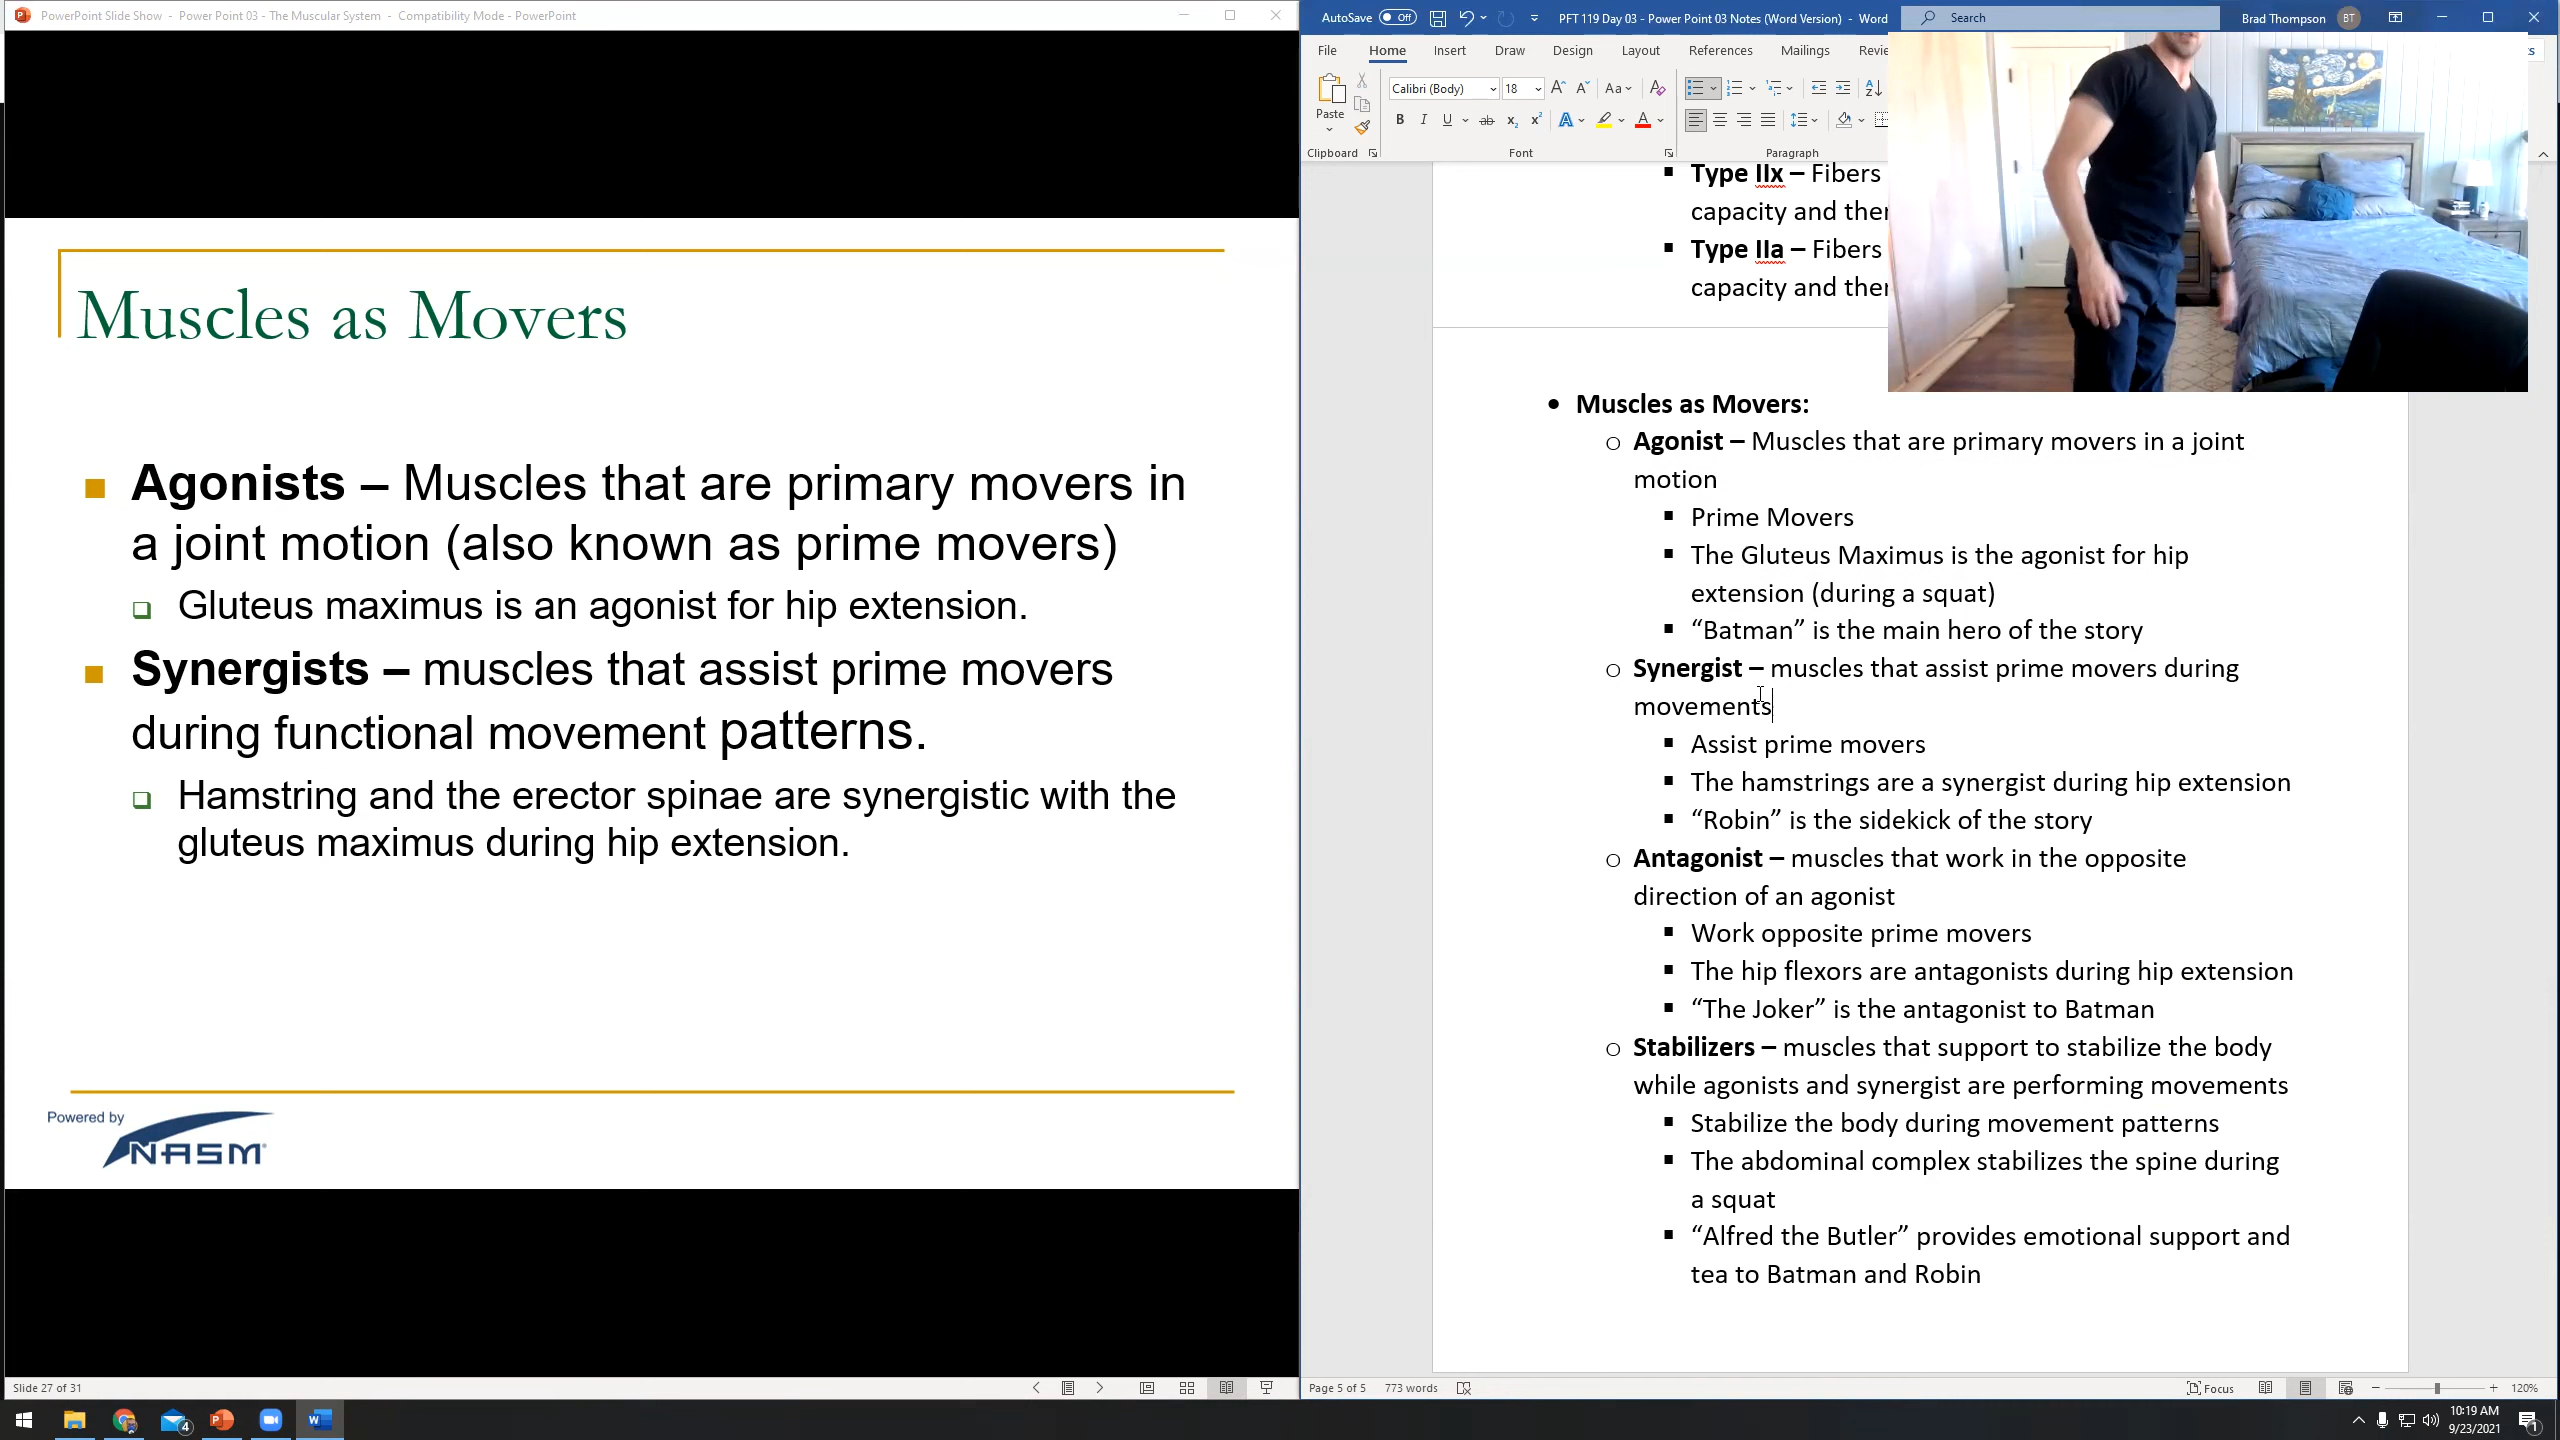 PowerPoint Slide Show - Power Point 03 - The Muscular System - Compatibility Mode - PowerPoint
Muscles as Movers
Agonists – Muscles that are primary movers in
a joint motion (also known as prime movers)
Gluteus maximus is an agonist for hip extension.
Synergists – muscles that assist prime movers
during functional movement patterns.
Hamstring and the erector spinae are synergistic with the
gluteus maximus during hip extension.
Powered by
NASM
Slide 27 of 31
AutoSave Off
PFT 119 Day 03 - Power Point 03 Notes (Word Version) - Word
Search
Brad Thompson BT
File Home Insert Draw Design Layout References Mailings
Calibri (Body) 18 Aa
Paste
B I U ab x₂ x² A A
Clipboard Font Paragraph
Type IIx – Fibers
capacity and
Type IIa – Fibers
capacity and
Muscles as Movers:
Agonist – Muscles that are primary movers in a joint
motion
Prime Movers
The Gluteus Maximus is the agonist for hip
extension (during a squat)
“Batman” is the main hero of the story
Synergist – muscles that assist prime movers during
movements
Assist prime movers
The hamstrings are a synergist during hip extension
“Robin” is the sidekick of the story
Antagonist – muscles that work in the opposite
direction of an agonist
Work opposite prime movers
The hip flexors are antagonists during hip extension
“The Joker” is the antagonist to Batman
Stabilizers – muscles that support to stabilize the body
while agonists and synergist are performing movements
Stabilize the body during movement patterns
The abdominal complex stabilizes the spine during
a squat
“Alfred the Butler” provides emotional support and
tea to Batman and Robin
Page 5 of 5 773 words
Focus
120%
4
10:19 AM
9/23/2021
1